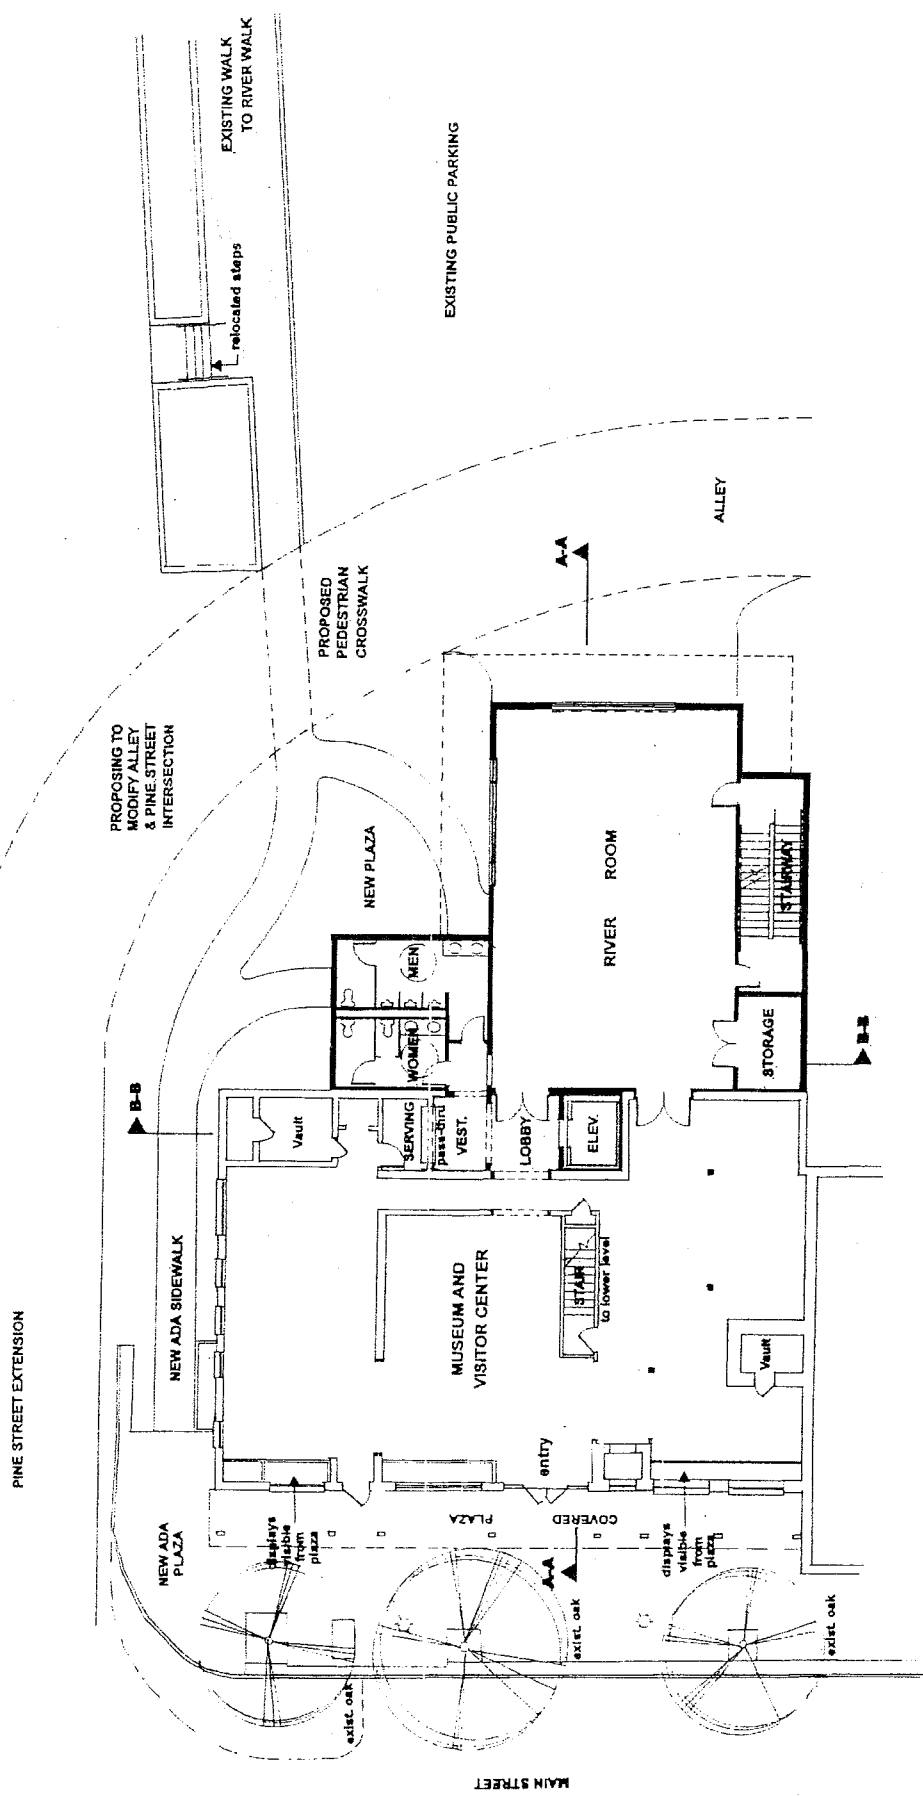 EXISTING WALK
TO RIVER WALK
EXISTING PUBLIC PARKING
relocated steps
ALLEY
A-A
PROPOSED
PEDESTRIAN
CROSSWALK
PROPOSING TO
MODIFY ALLEY
& PINE STREET
INTERSECTION
NEW PLAZA
RIVER ROOM
STAIRWAY
MEN
WOMEN
STORAGE
B-B
B-B
Vault
SERVING
pass-thru
VEST.
LOBBY
ELEV.
NEW ADA SIDEWALK
MUSEUM AND
VISITOR CENTER
STAIR
to lower level
Vault
PINE STREET EXTENSION
entry
COVERED PLAZA
NEW ADA
PLAZA
displays
visible
from
plaza
A-A
displays
visible
from
plaza
exist. oak
exist. oak
exist. oak
MAIN STREET